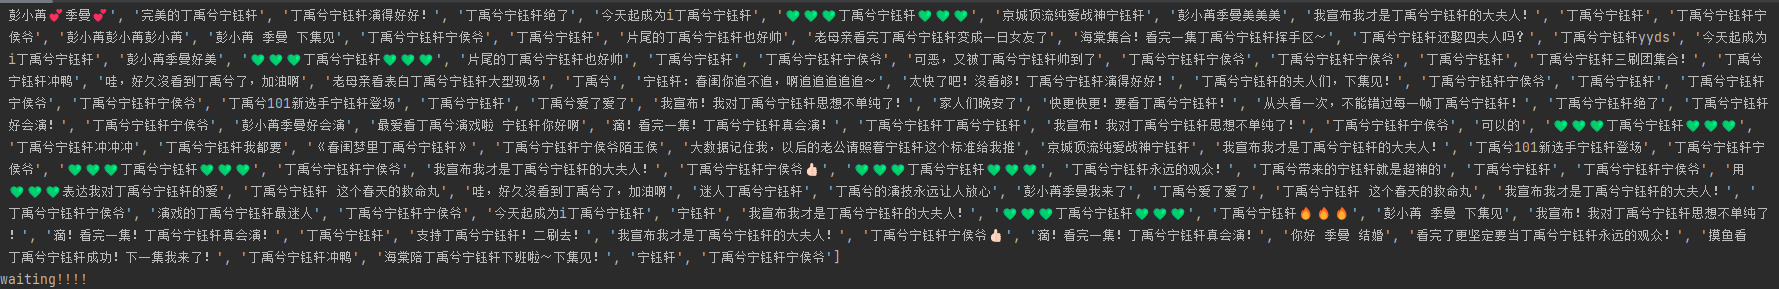 彭小苒💕季曼💕', '完美的丁禹兮宁钰轩', '丁禹兮宁钰轩演得好好！', '丁禹兮宁钰轩绝了', '今天起成为i丁禹兮宁钰轩', '💚💚💚丁禹兮宁钰轩💚💚💚', '京城顶流纯爱战神宁钰轩', '彭小苒季曼美美美', '我宣布我才是丁禹兮宁钰轩的大夫人！', '丁禹兮宁钰轩', '丁禹兮宁钰轩宁
侯爷', '彭小苒彭小苒彭小苒', '彭小苒 季曼 下集见', '丁禹兮宁钰轩宁侯爷', '丁禹兮宁钰轩', '片尾的丁禹兮宁钰轩也好帅', '老母亲看完丁禹兮宁钰轩变成一日女友了', '海棠集合！看完一集丁禹兮宁钰轩挥手区～', '丁禹兮宁钰轩还娶四夫人吗？', '丁禹兮宁钰轩yyds', '今天起成为
i丁禹兮宁钰轩', '彭小苒季曼好美', '💚💚💚丁禹兮宁钰轩💚💚💚', '片尾的丁禹兮宁钰轩也好帅', '丁禹兮宁钰轩', '丁禹兮宁钰轩宁侯爷', '可恶，又被丁禹兮宁钰轩帅到了', '丁禹兮宁钰轩宁侯爷', '丁禹兮宁钰轩', '丁禹兮宁钰轩三刷团集合！', '丁禹兮
宁钰轩冲鸭', '哇，好久沒看到丁禹兮了，加油啊', '老母亲看表白丁禹兮宁钰轩大型现场', '丁禹兮', '宁钰轩：春闺你追不追，啊追追追追追～', '太快了吧！沒看够！丁禹兮宁钰轩演得好好！', '丁禹兮宁钰轩的夫人们，下集见！', '丁禹兮宁钰轩宁侯爷', '丁禹兮宁钰轩', '丁禹兮宁钰轩
丁禹兮宁钰轩宁侯爷', '丁禹兮101新选手宁钰轩登场', '丁禹兮宁钰轩', '丁禹兮爱了爱了', '我宣布！我对丁禹兮宁钰轩思想不单纯了！', '家人们晚安了', '快更快更！要看丁禹兮宁钰轩！', '从头看一次，不能错过每一帧丁禹兮宁钰轩！', '丁禹兮宁钰轩绝了', '丁禹兮宁钰轩
好会演！', '丁禹兮宁钰轩宁侯爷', '彭小苒季曼好会演', '最爱看丁禹兮演戏啦 宁钰轩你好啊', '滴！看完一集！丁禹兮宁钰轩真会演！', '丁禹兮宁钰轩丁禹兮宁钰轩', '我宣布！我对丁禹兮宁钰轩思想不单纯了！', '丁禹兮宁钰轩宁侯爷', '可以的', '💚💚💚丁禹兮宁钰轩💚💚💚',
'丁禹兮宁钰轩冲冲冲', '丁禹兮宁钰轩我都要', '《春闺梦里丁禹兮宁钰轩》', '丁禹兮宁钰轩宁侯爷陌玉侯', '大数据记住我，以后的老公请照着宁钰轩这个标准给我推', '京城顶流纯爱战神宁钰轩', '我宣布我才是丁禹兮宁钰轩的大夫人！', '丁禹兮101新选手宁钰轩登场', '丁禹兮宁钰轩宁
侯爷', '💚💚💚丁禹兮宁钰轩💚💚💚', '丁禹兮宁钰轩宁侯爷', '我宣布我才是丁禹兮宁钰轩的大夫人！', '丁禹兮宁钰轩宁侯爷👍🏻', '💚💚💚丁禹兮宁钰轩💚💚💚', '丁禹兮宁钰轩永远的观众！', '丁禹兮带来的宁钰轩就是超神的', '丁禹兮宁钰轩', '丁禹兮宁钰轩宁侯爷', '用
💚💚💚表达我对丁禹兮宁钰轩的爱', '丁禹兮宁钰轩 这个春天的救命丸', '哇，好久沒看到丁禹兮了，加油啊', '迷人丁禹兮宁钰轩', '丁禹兮的演技永远让人放心', '彭小苒季曼我来了', '丁禹兮爱了爱了', '丁禹兮宁钰轩 这个春天的救命丸', '我宣布我才是丁禹兮宁钰轩的大夫人！', '
丁禹兮宁钰轩宁侯爷', '演戏的丁禹兮宁钰轩最迷人', '丁禹兮宁钰轩宁侯爷', '今天起成为i丁禹兮宁钰轩', '宁钰轩', '我宣布我才是丁禹兮宁钰轩的大夫人！', '💚💚💚丁禹兮宁钰轩💚💚💚', '丁禹兮宁钰轩🔥🔥🔥', '彭小苒 季曼 下集见', '我宣布！我对丁禹兮宁钰轩思想不单纯了
！', '滴！看完一集！丁禹兮宁钰轩真会演！', '丁禹兮宁钰轩', '支持丁禹兮宁钰轩！二刷去！', '我宣布我才是丁禹兮宁钰轩的大夫人！', '丁禹兮宁钰轩宁侯爷👍🏻', '滴！看完一集！丁禹兮宁钰轩真会演！', '你好 季曼 结婚', '看完了更坚定要当丁禹兮宁钰轩永远的观众！', '摸鱼看
丁禹兮宁钰轩成功！下一集我来了！', '丁禹兮宁钰轩冲鸭', '海棠陪丁禹兮宁钰轩下班啦～下集见！', '宁钰轩', '丁禹兮宁钰轩宁侯爷']
waiting!!!!